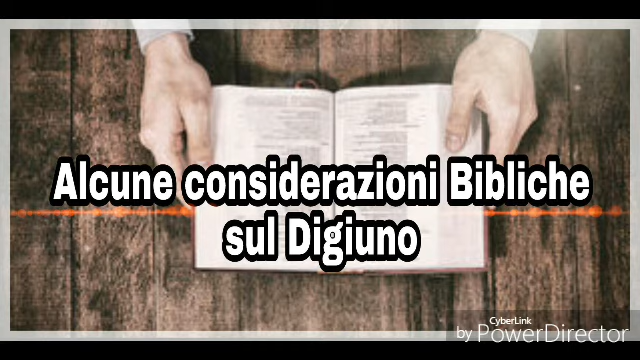 Alcune considerazioni Bibliche
sul Digiuno
CyberLink
by PowerDirector